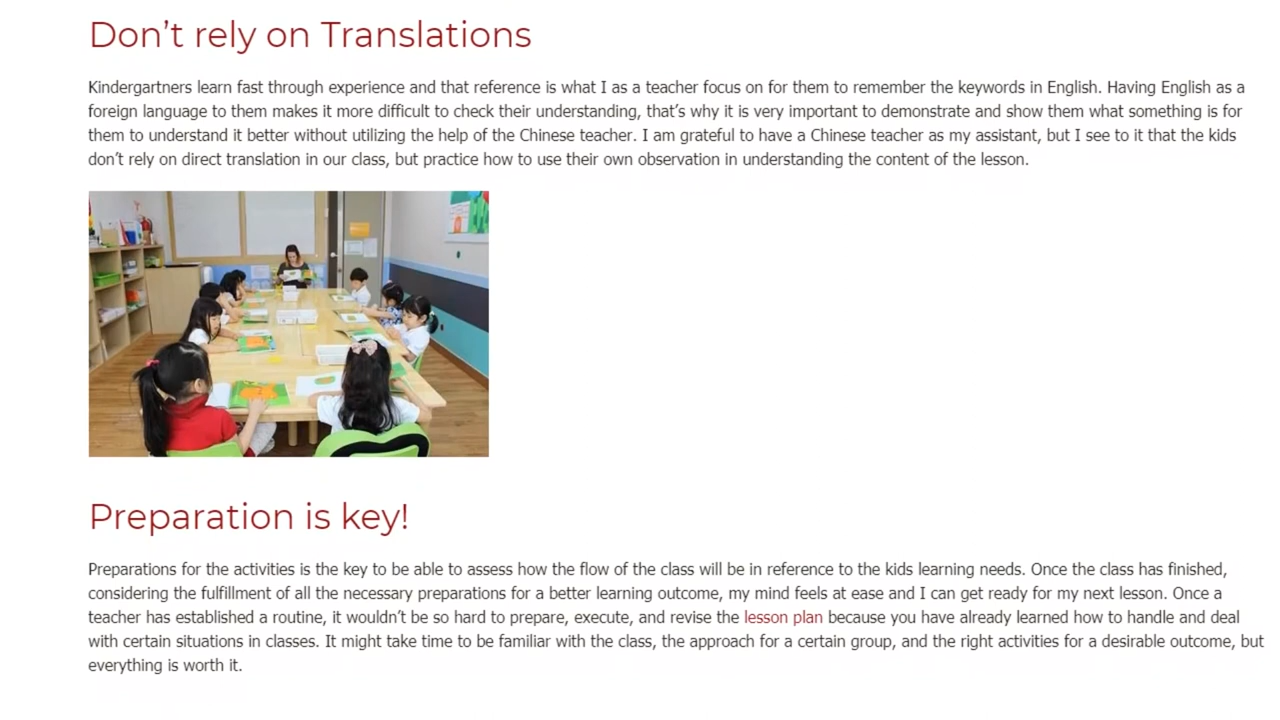 Don’t rely on Translations
Kindergartners learn fast through experience and that reference is what I as a teacher focus on for them to remember the keywords in English. Having English as a
foreign language to them makes it more difficult to check their understanding, that’s why it is very important to demonstrate and show them what something is for
them to understand it better without utilizing the help of the Chinese teacher. I am grateful to have a Chinese teacher as my assistant, but I see to it that the kids
don’t rely on direct translation in our class, but practice how to use their own observation in understanding the content of the lesson.
Preparation is key!
Preparations for the activities is the key to be able to assess how the flow of the class will be in reference to the kids learning needs. Once the class has finished,
considering the fulfillment of all the necessary preparations for a better learning outcome, my mind feels at ease and I can get ready for my next lesson. Once a
teacher has established a routine, it wouldn’t be so hard to prepare, execute, and revise the lesson plan because you have already learned how to handle and deal
with certain situations in classes. It might take time to be familiar with the class, the approach for a certain group, and the right activities for a desirable outcome, but
everything is worth it.